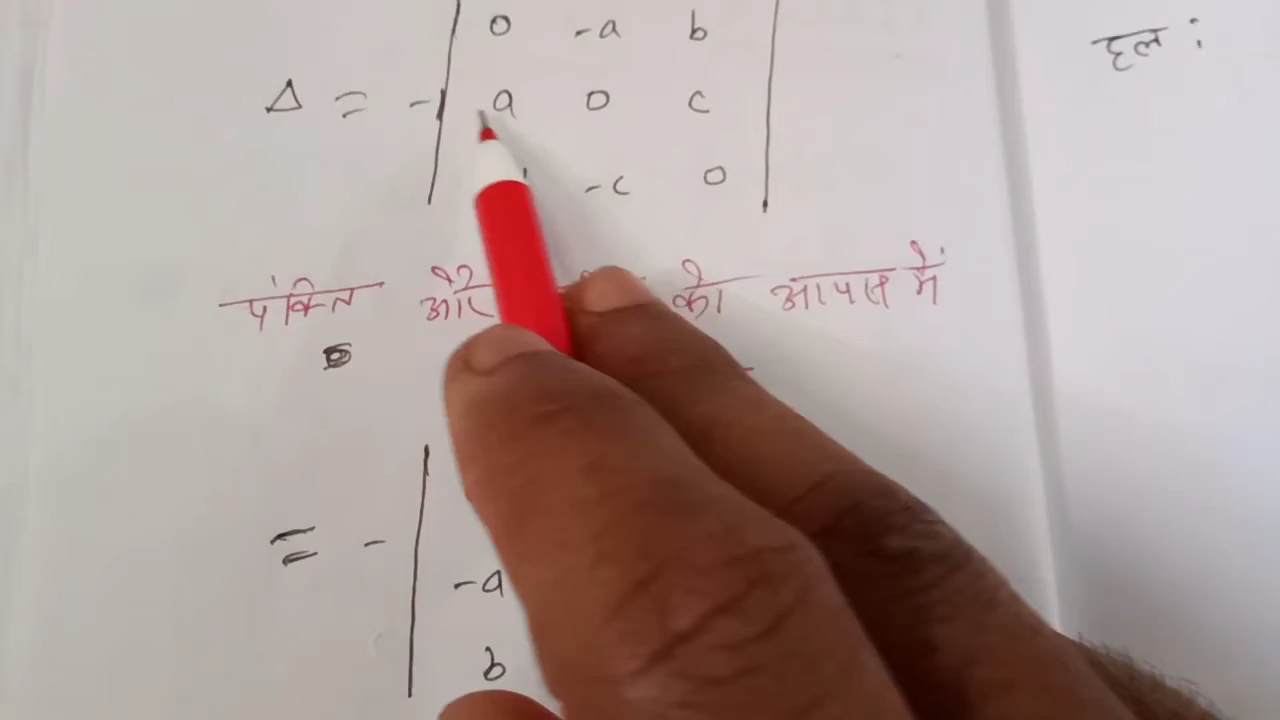 0 -a b
हल :
Δ = - a 0 c
-c 0
पंक्ति और को आपस में
= -
-a
b